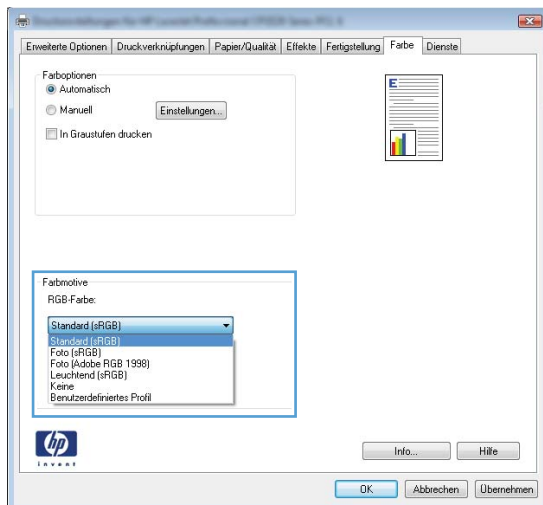 Erweiterte Optionen Druckverknüpfungen Papier/Qualität Effekte Fertigstellung Farbe Dienste
Farboptionen
Automatisch
Manuell Einstellungen...
In Graustufen drucken
E
Farbmotive
RGB-Farbe:
Standard (sRGB)
Standard (sRGB)
Foto (sRGB)
Foto (Adobe RGB 1998)
Leuchtend (sRGB)
Keine
Benutzerdefiniertes Profil
hp
invent
Info... Hilfe
OK Abbrechen Übernehmen